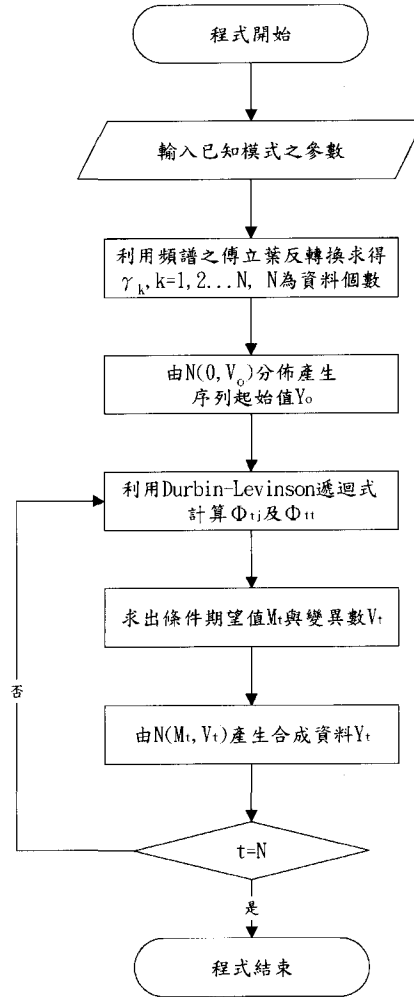 程式開始
輸入已知模式之參數
利用頻譜之傅立葉反轉換求得
γk,k=1,2...N, N為資料個數
由N(0,Vo)分佈產生
序列起始值Yo
利用Durbin-Levinson遞迴式
計算Φtj及Φtt
求出條件期望值Mt與變異數Vt
否
由N(Mt,Vt)產生合成資料Yt
t=N
是
程式結束